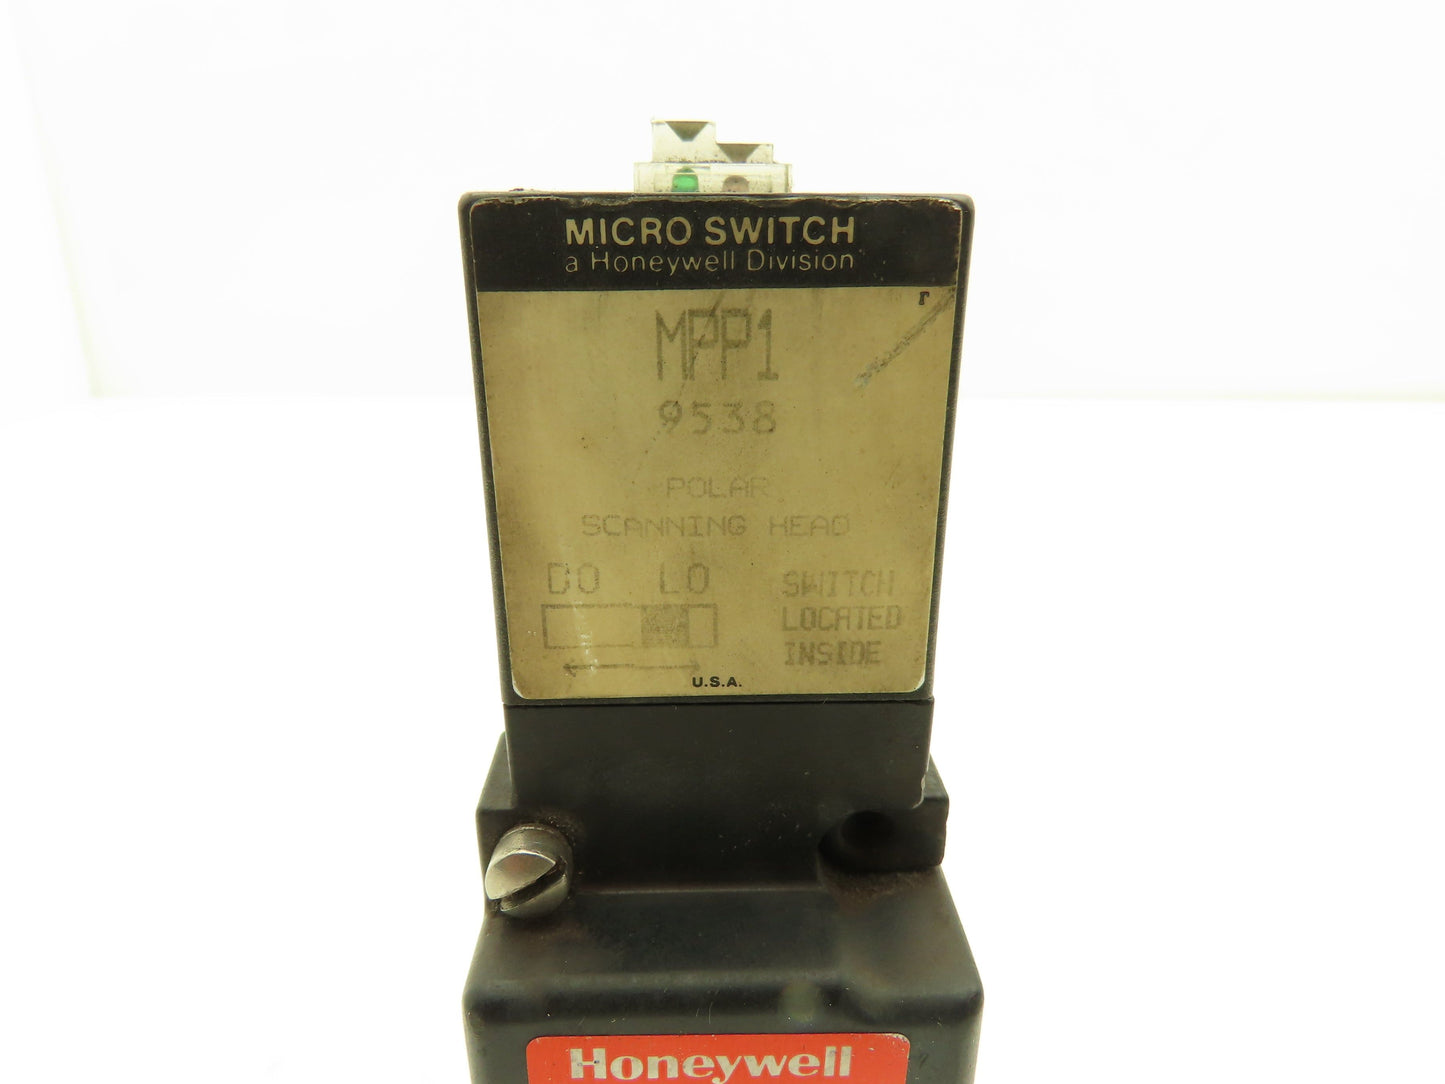 MICRO SWITCH
a Honeywell Division
MPP1
9538
POLAR
SCANNING HEAD
DO LO
SWITCH
LOCATED
INSIDE
U.S.A.
Honeywell